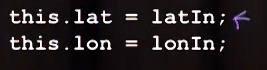 this.lat = latIn;
this.lon = lonIn;